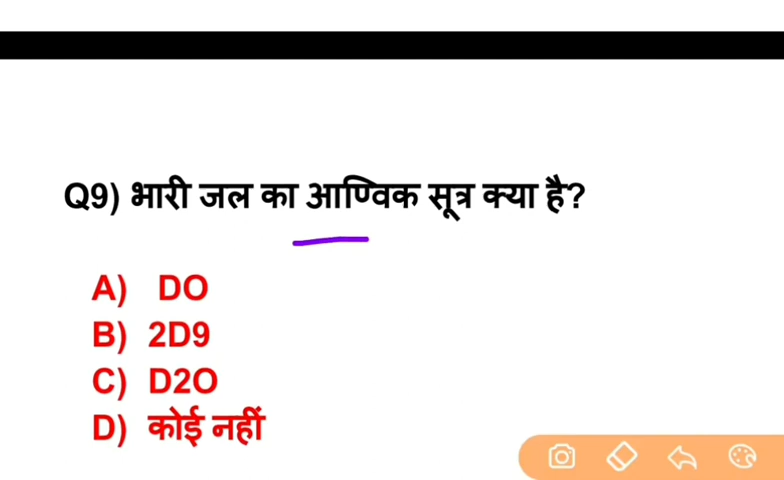 Q9) भारी जल का आण्विक सूत्र क्या है?
A) DO
B) 2D9
C) D2O
D) कोई नहीं